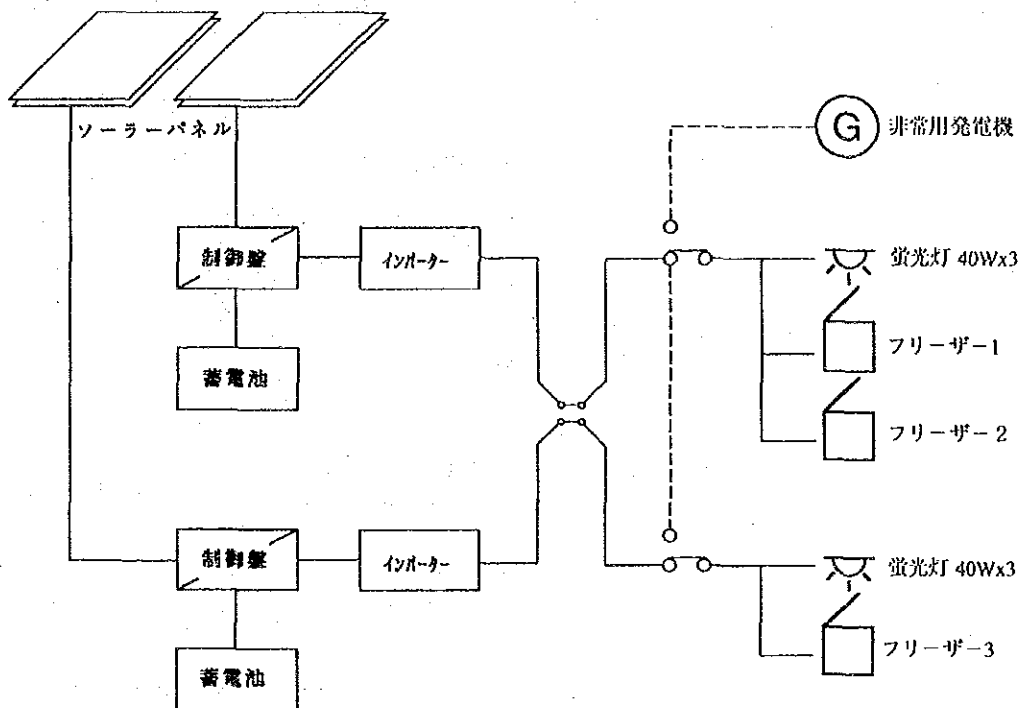 ソーラーパネル
G 非常用発電機
制御盤
インバーター
蛍光灯 40Wx3
フリーザー1
蓄電池
フリーザー2
制御盤
インバーター
蛍光灯 40Wx3
フリーザー3
蓄電池